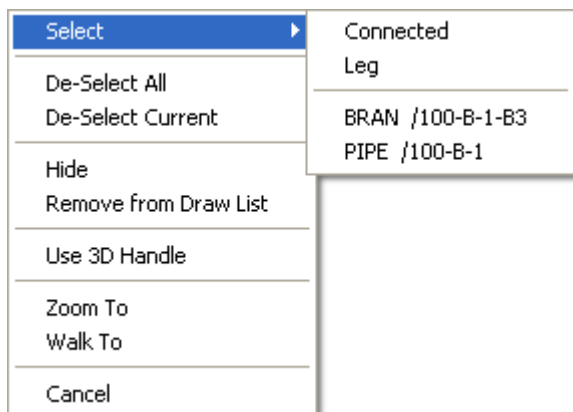 Select
De-Select All
De-Select Current
Hide
Remove from Draw List
Use 3D Handle
Zoom To
Walk To
Cancel
Connected
Leg
BRAN /100-B-1-B3
PIPE /100-B-1